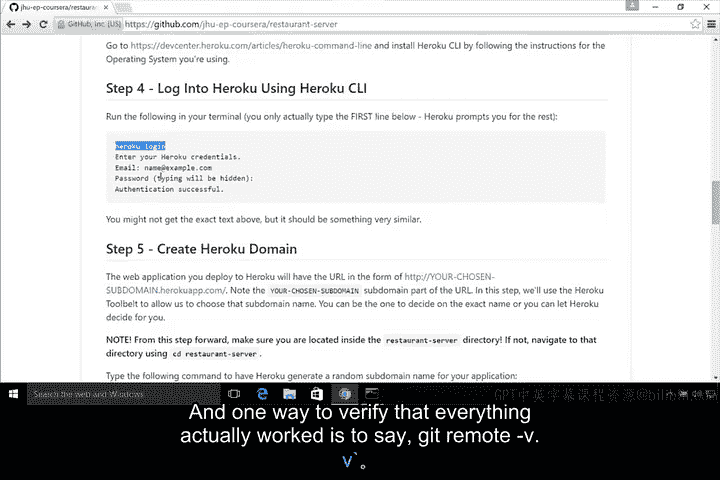 jhu-ep-coursera/restaurant-ser
GitHub, Inc. [US] https://github.com/jhu-ep-coursera/restaurant-server
Go to https://devcenter.heroku.com/articles/heroku-command-line and install Heroku CLI by following the instructions for the
Operating System you're using.
Step 4 - Log Into Heroku Using Heroku CLI
Run the following in your terminal (you only actually type the FIRST line below - Heroku prompts you for the rest):
heroku login
Enter your Heroku credentials.
Email: name@example.com
Password (typing will be hidden):
Authentication successful.
You might not get the exact text above, but it should be something very similar.
Step 5 - Create Heroku Domain
The web application you deploy to Heroku will have the URL in the form of http://YOUR-CHOSEN-
SUBDOMAIN.herokuapp.com/. Note the YOUR-CHOSEN-SUBDOMAIN subdomain part of the URL. In this step, we'll use the Heroku
Toolbelt to allow us to choose that subdomain name. You can be the one to decide on the exact name or you can let Heroku
decide for you.
NOTE! From this step forward, make sure you are located inside the restaurant-server directory! If not, navigate to that
directory using cd restaurant-server.
Type the following command to have Heroku generate a random subdomain name for your application:
Search the web and Windows
And one way to verify that everything
actually worked is to say, git remote -v.
v`。